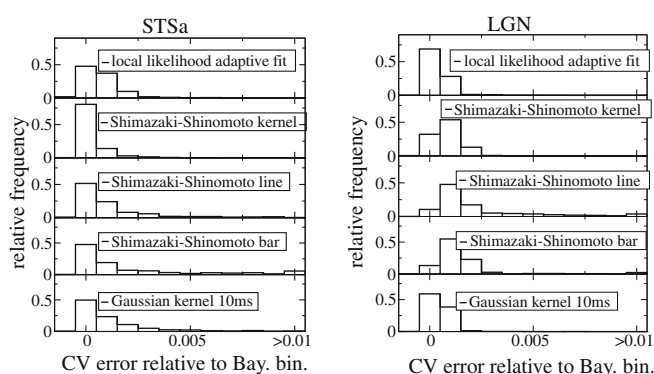 STSa
LGN
relative frequency
0.5
0
local likelihood adaptive fit
0.5
0
Shimazaki-Shinomoto kernel
0.5
0
Shimazaki-Shinomoto line
0.5
0
Shimazaki-Shinomoto bar
0.5
0
Gaussian kernel 10ms
0 0.005 >0.01
CV error relative to Bay. bin.
relative frequency
0.5
0
local likelihood adaptive fit
0.5
0
Shimazaki-Shinomoto kernel
0.5
0
Shimazaki-Shinomoto line
0.5
0
Shimazaki-Shinomoto bar
0.5
0
Gaussian kernel 10ms
0 0.005 >0.01
CV error relative to Bay. bin.